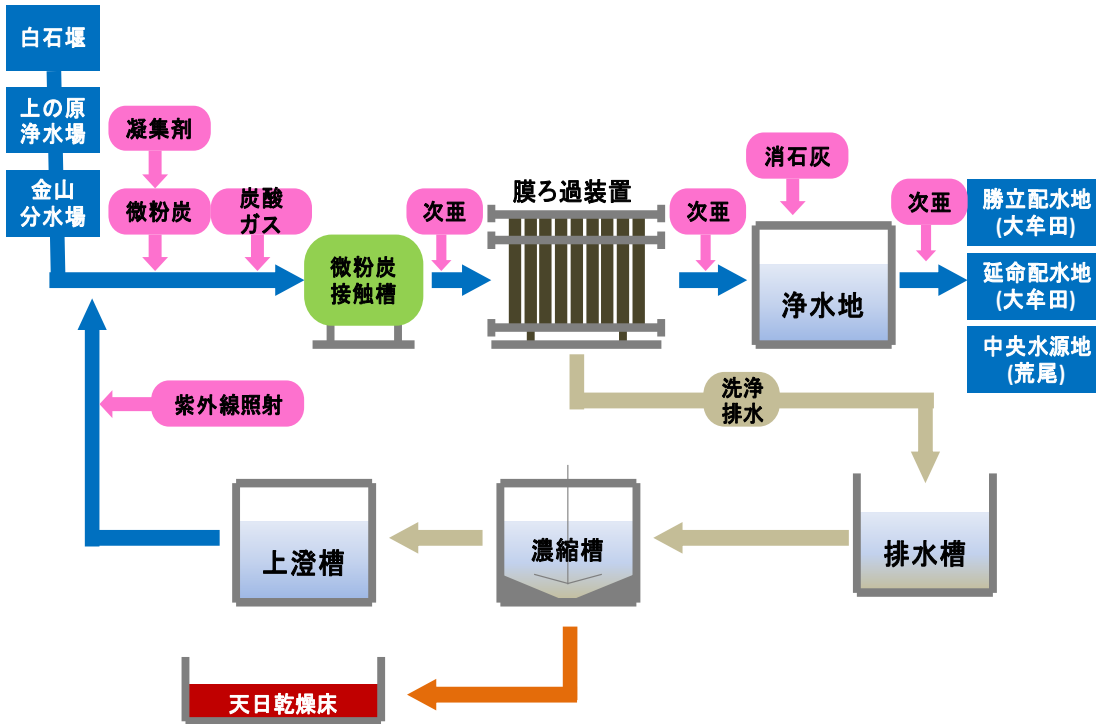 白石堰
上の原
浄水場
金山
分水場
凝集剤
微粉炭
炭酸
ガス
微粉炭
接触槽
次亜
膜ろ過装置
次亜
消石灰
浄水地
次亜
勝立配水地
(大牟田)
延命配水地
(大牟田)
中央水源地
(荒尾)
紫外線照射
洗浄
排水
上澄槽
濃縮槽
排水槽
天日乾燥床